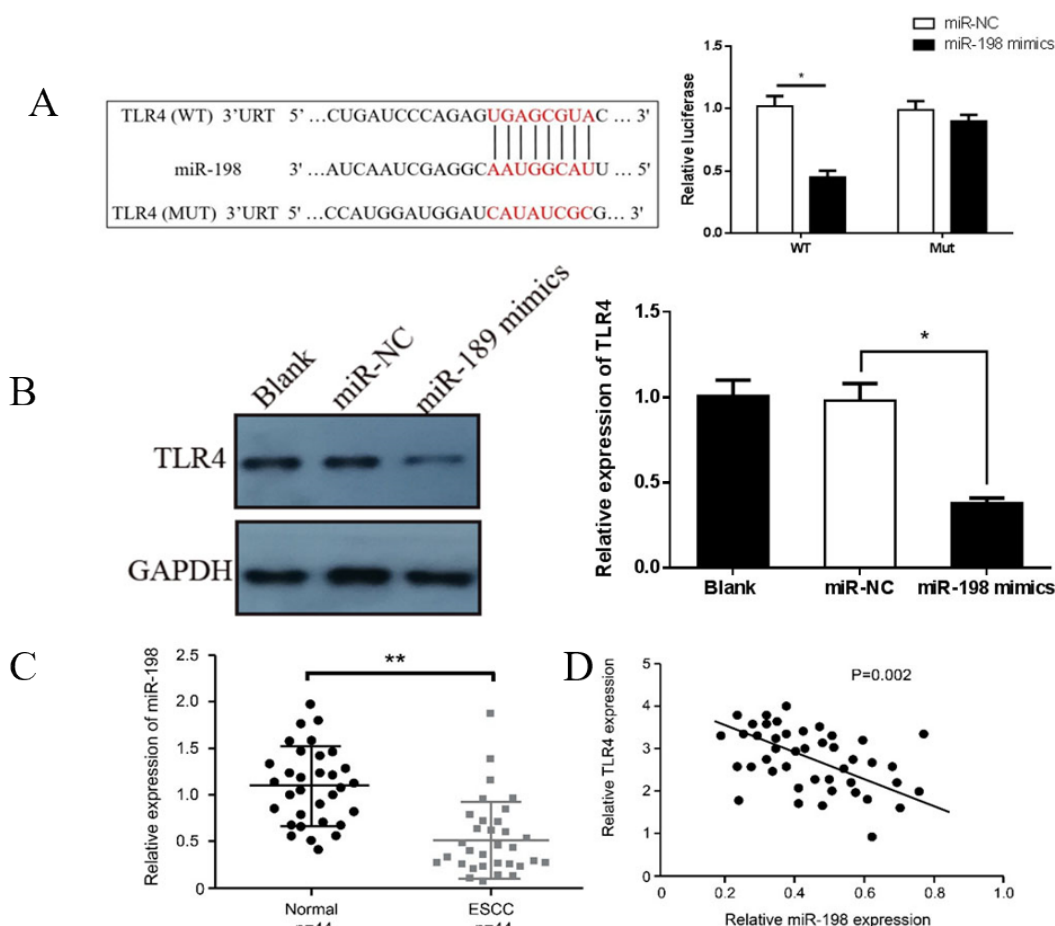 A
TLR4 (WT) 3'URT 5' ...CUGAUCCCAGAGUGAGCGUAC ... 3'
miR-198 3' ...AUCAAUCGAGGCAAUGGCAUU ... 5'
TLR4 (MUT) 3'URT 5' ...CCAUGGAUGGAUCAUAUCGCG... 3'
miR-NC
miR-198 mimics
Relative luciferase
1.5
1.0
0.5
0.0
*
WT Mut
B
Blank miR-NC miR-189 mimics
TLR4
GAPDH
Relative expression of TLR4
1.5
1.0
0.5
0.0
*
Blank miR-NC miR-198 mimics
C
Relative expression of miR-198
2.5
2.0
1.5
1.0
0.5
0
**
Normal ESCC
D
Relative TLR4 expression
5
4
3
2
1
0
P=0.002
0.2 0.4 0.6 0.8 1.0
Relative miR-198 expression